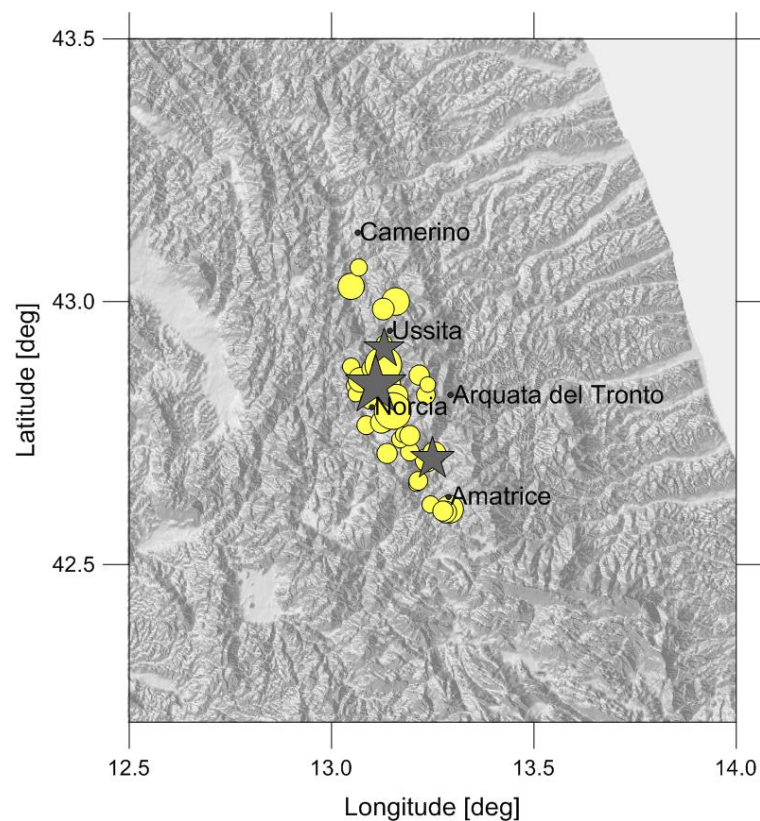 43.5
Camerino
43.0
Ussita
Norcia
Arquata del Tronto
Amatrice
42.5
12.5
13.0
13.5
14.0
Longitude [deg]
Latitude [deg]